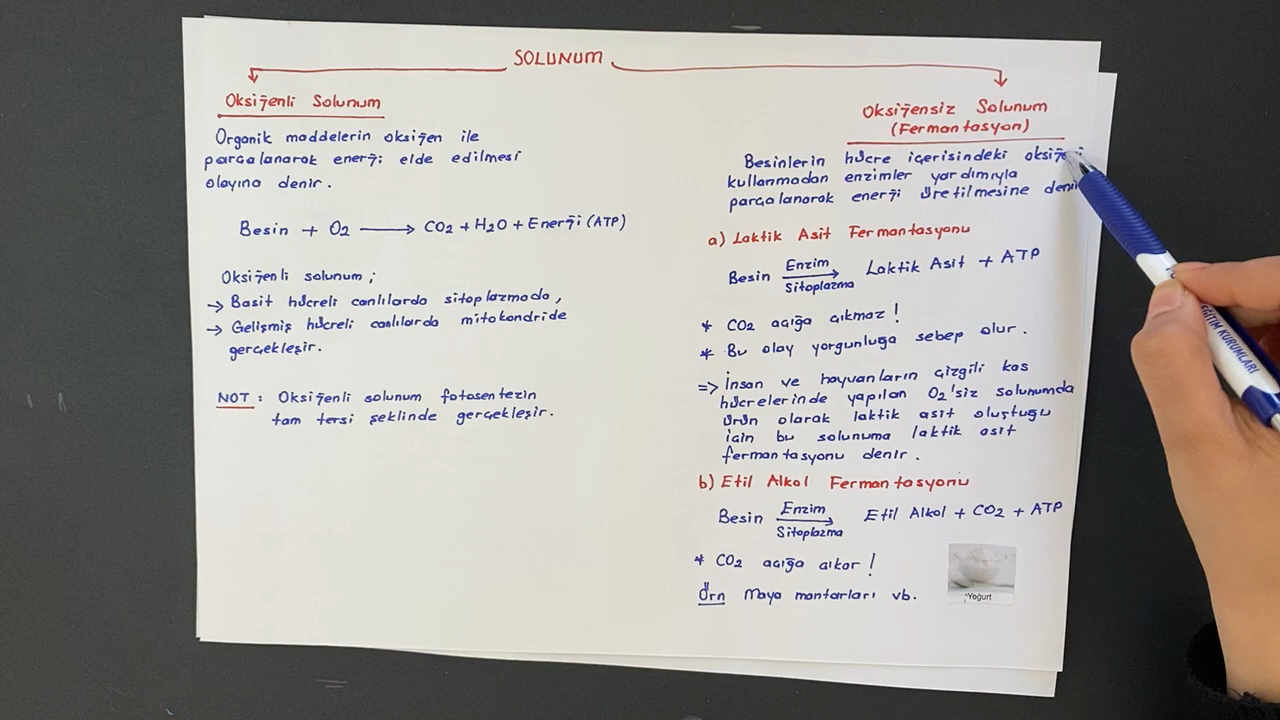 SOLUNUM
Oksijenli Solunum
Organik maddelerin oksijen ile
parçalanarak enerji elde edilmesi
olayına denir.
Besin + O2 → CO2 + H2O + Enerji (ATP)
Oksijenli solunum;
→ Basit hücreli canlılarda sitoplazmada,
→ Gelişmiş hücreli canlılarda mitokondride
gerçekleşir.
NOT : Oksijenli solunum fotosentezin
tam tersi şeklinde gerçekleşir.
Oksijensiz Solunum
(Fermantasyon)
Besinlerin hücre içerisindeki oksijeni
kullanmadan enzimler yardımıyla
parçalanarak enerji üretilmesine denir
a) Laktik Asit Fermantasyonu
Besin Enzim → Sitoplazma Laktik Asit + ATP
* CO2 açığa çıkmaz!
* Bu olay yorgunluğa sebep olur.
=> İnsan ve hayvanların çizgili kas
hücrelerinde yapılan O2'siz solunumda
ürün olarak laktik asit oluştuğu
için bu solunuma laktik asit
fermantasyonu denir.
b) Etil Alkol Fermantasyonu
Besin Enzim → Sitoplazma Etil Alkol + CO2 + ATP
* CO2 açığa çıkar!
Örn Maya mantarları vb.
Yoğurt
EĞİTİM KURUMLARI